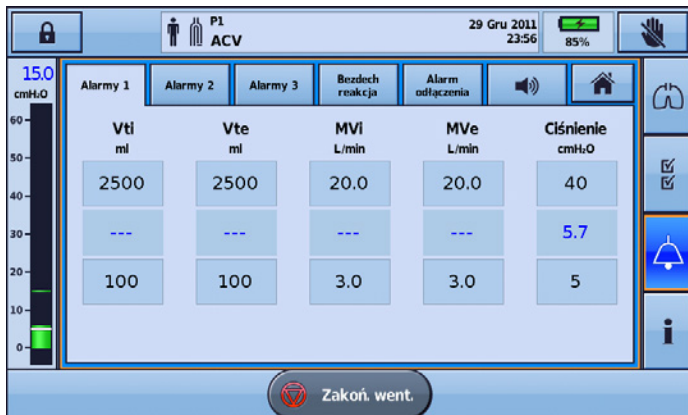 P1
ACV
29 Gru 2011
23:56
85%
15.0
cmH₂O
60
50
40
30
20
10
0
Alarmy 1
Alarmy 2
Alarmy 3
Bezdech
reakcja
Alarm
odłączenia
Vti Vte MVi MVe Ciśnienie
ml ml L/min L/min cmH₂O
2500 2500 20.0 20.0 40
--- --- --- --- 5.7
100 100 3.0 3.0 5
i
Zakoń. went.